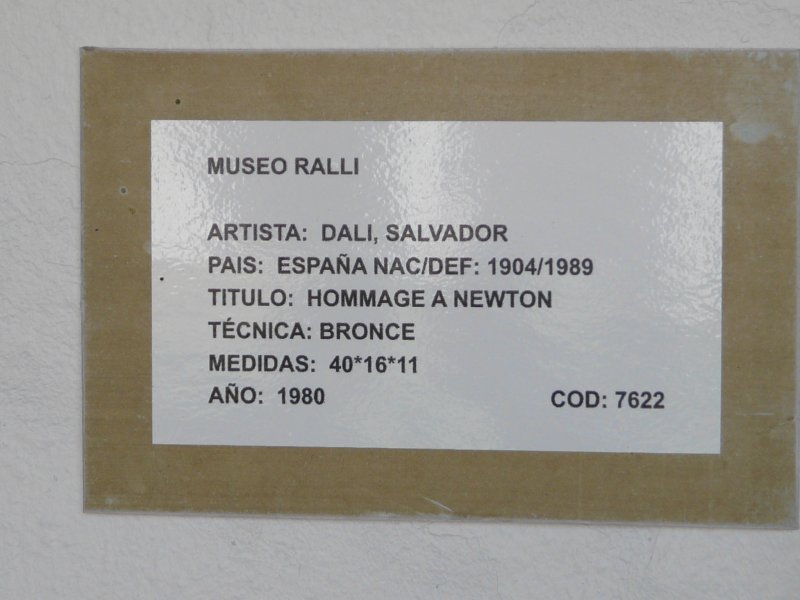 MUSEO RALLI
ARTISTA: DALI, SALVADOR
PAIS: ESPAÑA NAC/DEF: 1904/1989
TITULO: HOMMAGE A NEWTON
TÉCNICA: BRONCE
MEDIDAS: 40*16*11
AÑO: 1980 COD: 7622